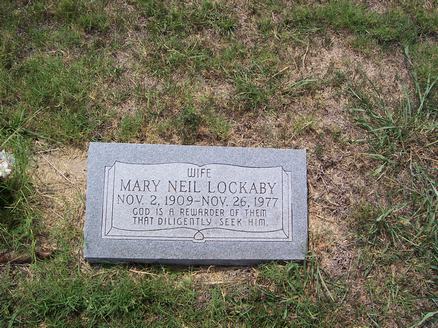 WIFE
MARY NEIL LOCKABY
NOV. 2, 1909–NOV. 26, 1977
GOD IS A REWARDER OF THEM
THAT DILIGENTLY SEEK HIM.